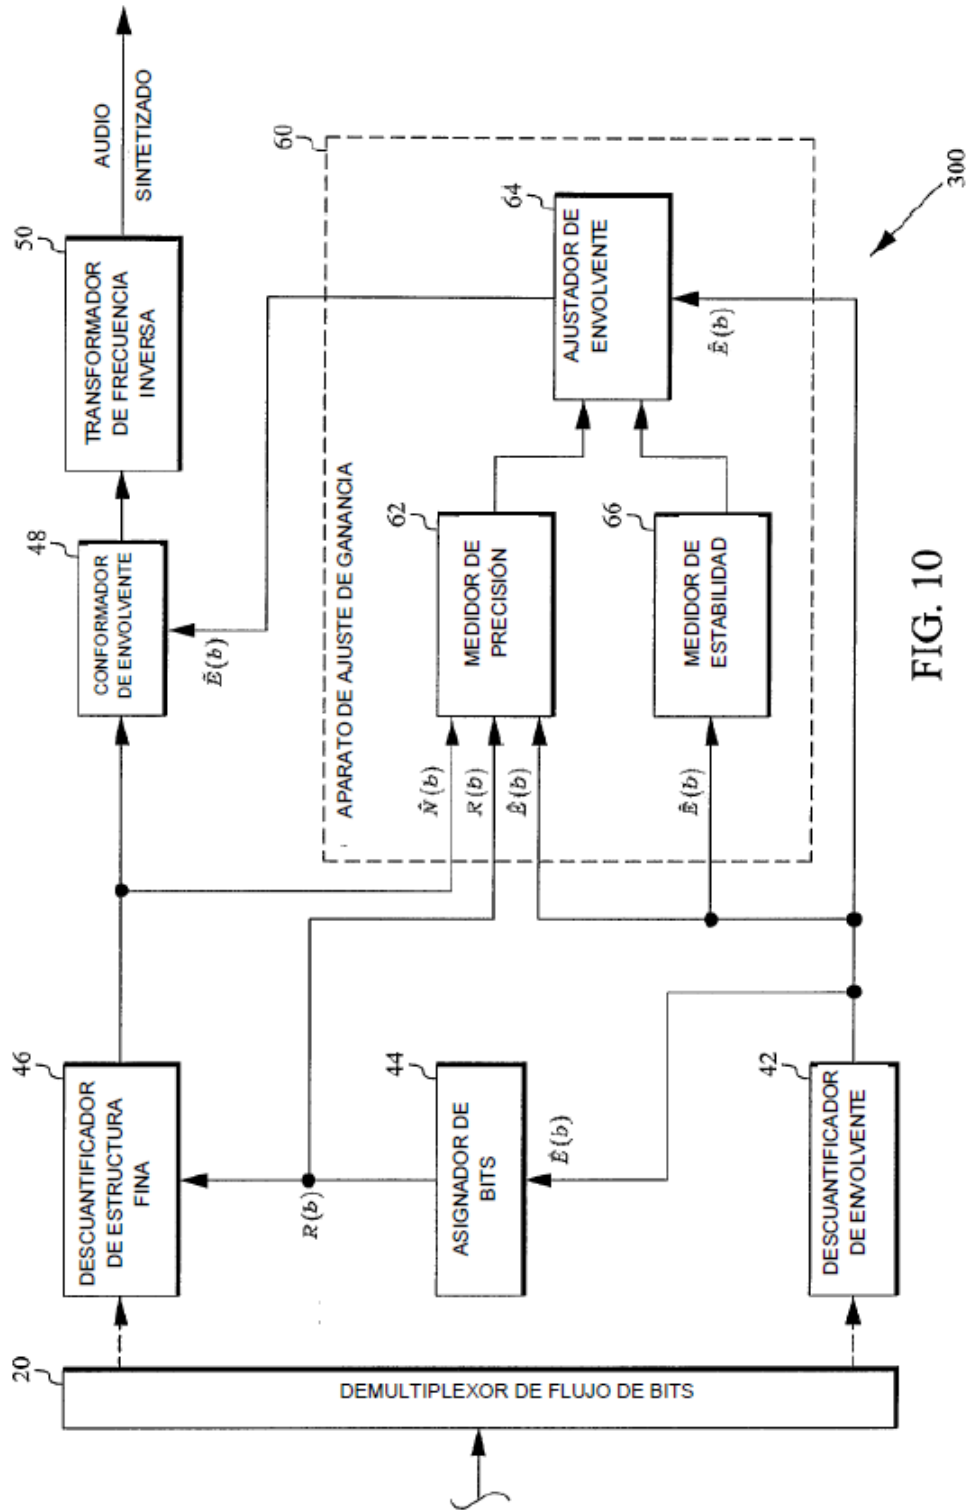 20
DEMULTIPLEXOR DE FLUJO DE BITS
46
DESCUANTIFICADOR
DE ESTRUCTURA
FINA
R(b)
44
ASIGNADOR DE
BITS
Ê(b)
42
DESCUANTIFICADOR
DE ENVOLVENTE
48
CONFORMADOR
DE ENVOLVENTE
Ẽ(b)
50
TRANSFORMADOR
DE FRECUENCIA
INVERSA
AUDIO
SINTETIZADO
60
APARATO DE AJUSTE DE GANANCIA
N̂(b)
R(b)
Ê(b)
62
MEDIDOR DE
PRECISIÓN
Ê(b)
66
MEDIDOR DE
ESTABILIDAD
64
AJUSTADOR DE
ENVOLVENTE
Ê(b)
300
FIG. 10